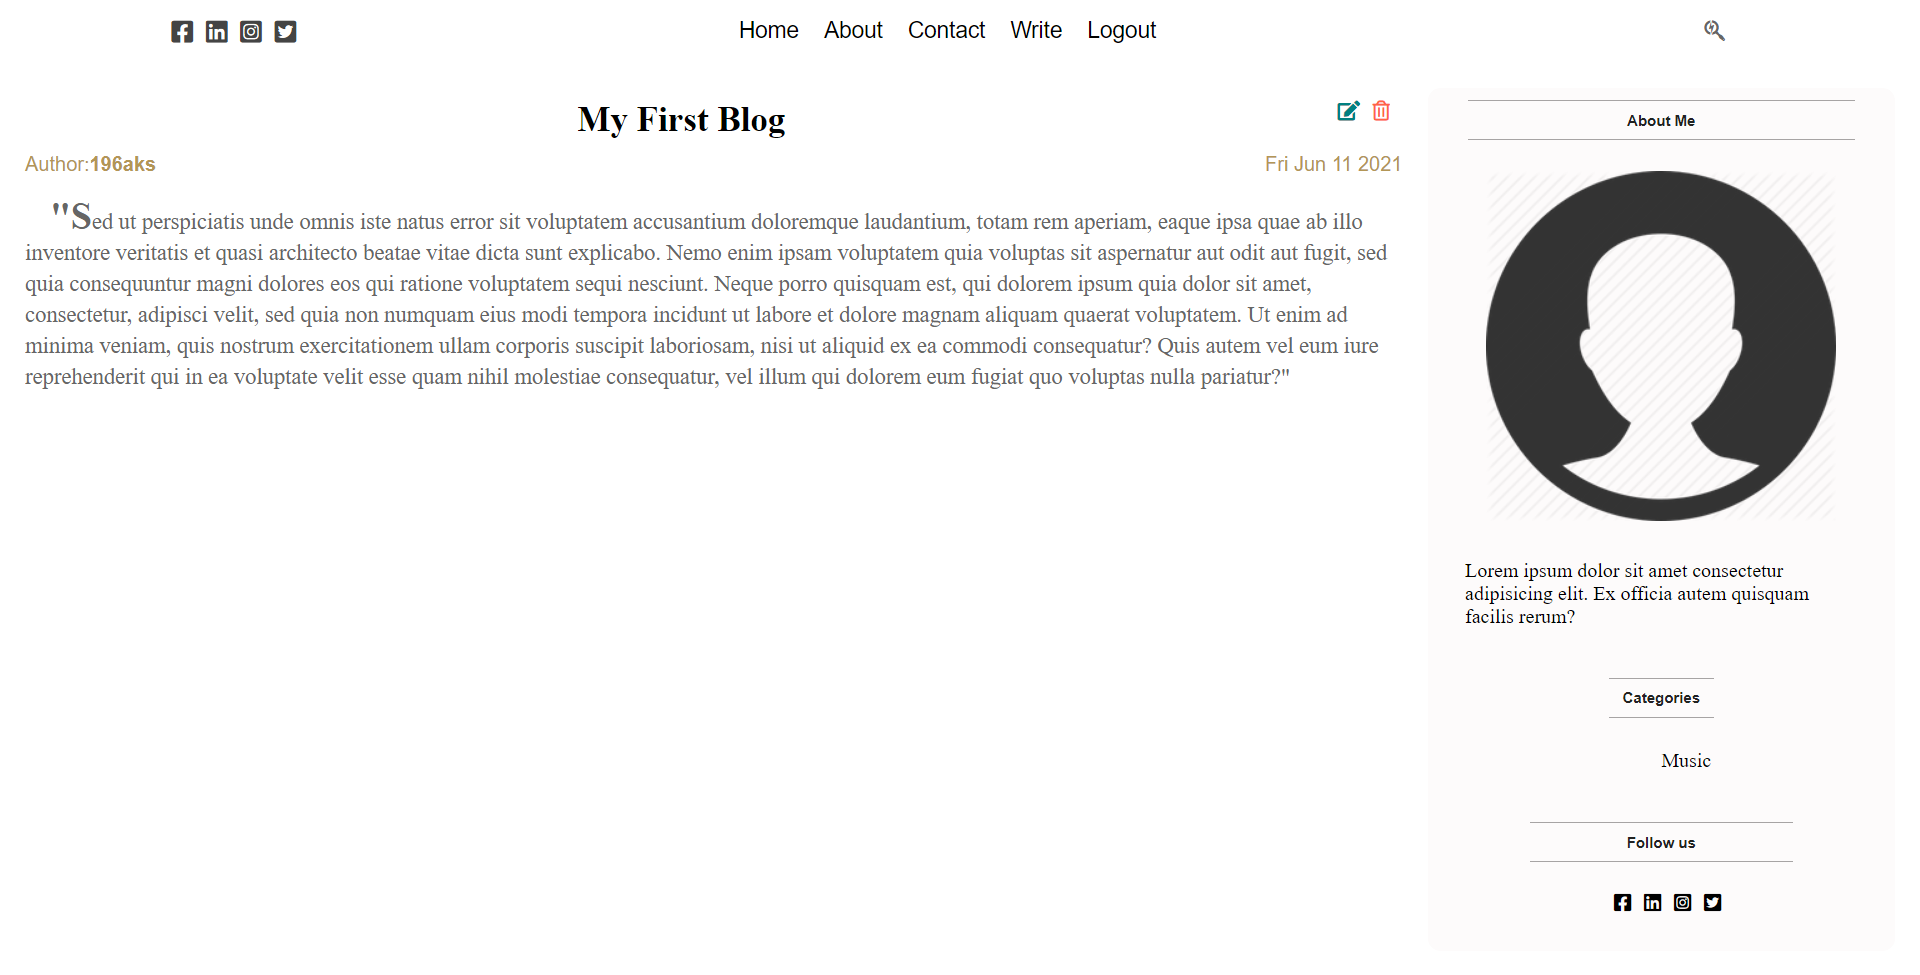 Home About Contact Write Logout
My First Blog
Author:196aks
Fri Jun 11 2021
"Sed ut perspiciatis unde omnis iste natus error sit voluptatem accusantium doloremque laudantium, totam rem aperiam, eaque ipsa quae ab illo
inventore veritatis et quasi architecto beatae vitae dicta sunt explicabo. Nemo enim ipsam voluptatem quia voluptas sit aspernatur aut odit aut fugit, sed
quia consequuntur magni dolores eos qui ratione voluptatem sequi nesciunt. Neque porro quisquam est, qui dolorem ipsum quia dolor sit amet,
consectetur, adipisci velit, sed quia non numquam eius modi tempora incidunt ut labore et dolore magnam aliquam quaerat voluptatem. Ut enim ad
minima veniam, quis nostrum exercitationem ullam corporis suscipit laboriosam, nisi ut aliquid ex ea commodi consequatur? Quis autem vel eum iure
reprehenderit qui in ea voluptate velit esse quam nihil molestiae consequatur, vel illum qui dolorem eum fugiat quo voluptas nulla pariatur?"
About Me
Lorem ipsum dolor sit amet consectetur
adipisicing elit. Ex officia autem quisquam
facilis rerum?
Categories
Music
Follow us